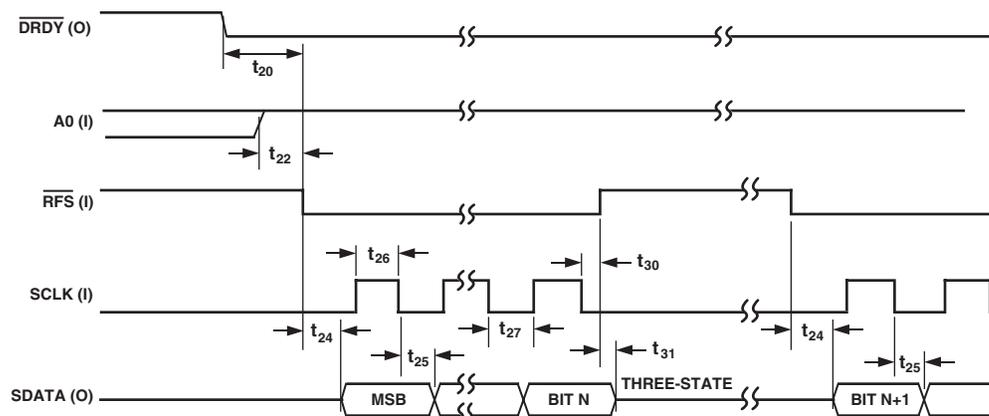 DRDY (O)
t20
A0 (I)
t22
RFS (I)
t26
t30
SCLK (I)
t24
t27
t24
t25
t31
t25
SDATA (O)
MSB
BIT N
THREE-STATE
BIT N+1